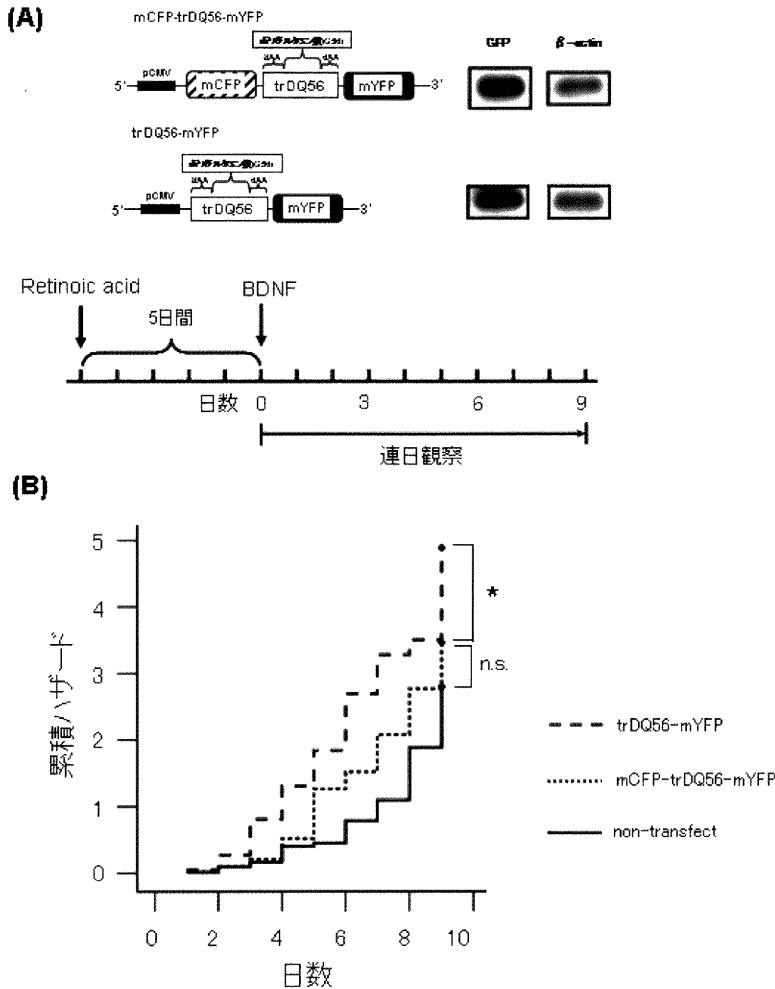 (A)
mCFP-trDQ56-mYFP
GFP
β-actin
pCMV
5'
mCFP
trDQ56
mYFP
3'
trDQ56-mYFP
pCMV
5'
trDQ56
mYFP
3'
Retinoic acid
BDNF
5日間
日数 0 3 6 9
連日観察
(B)
累積ハザード
5
4
3
2
1
0
*
n.s.
trDQ56-mYFP
mCFP-trDQ56-mYFP
non-transfect
0 2 4 6 8 10
日数